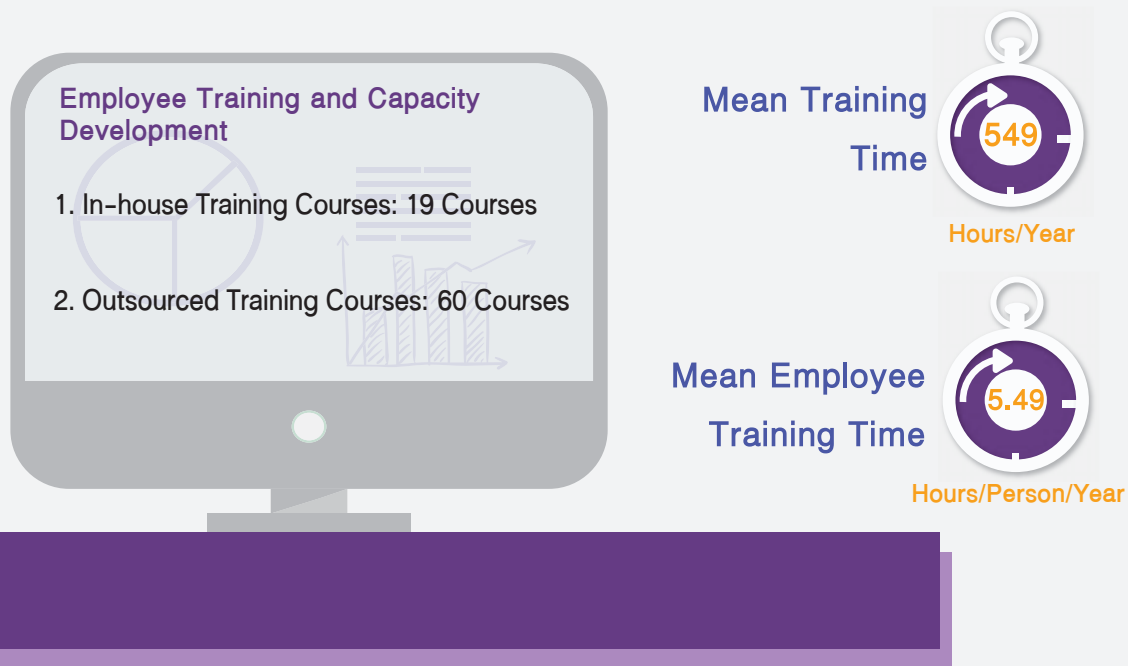 Employee Training and Capacity
Development
1. In-house Training Courses: 19 Courses
2. Outsourced Training Courses: 60 Courses
Mean Training
Time
549
Hours/Year
Mean Employee
Training Time
5.49
Hours/Person/Year